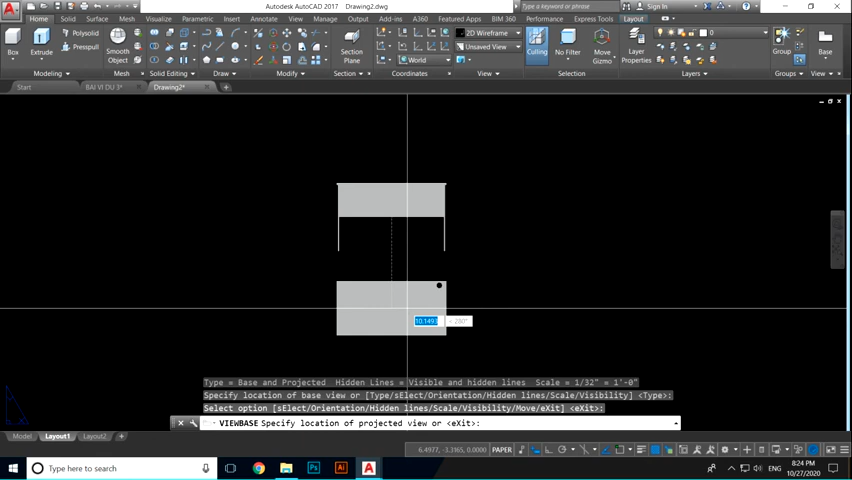 Autodesk AutoCAD 2017 Drawing2.dwg
Type a keyword or phrase
Sign In
Home Solid Surface Mesh Visualize Parametric Insert Annotate View Manage Output Add-ins A360 Featured Apps BIM 360 Performance Express Tools Layout
Box
Extrude
Polysolid
Presspull
Smooth Object
Section Plane
World
2D Wireframe
Unsaved View
Culling
No Filter
Move Gizmo
Layer Properties
0
Group
Base
Modeling Mesh Solid Editing Draw Modify Section Coordinates View Selection Layers Groups View
Start BAI VI DU 3* Drawing2*
10.1493 < 280°
Type = Base and Projected Hidden Lines = Visible and hidden lines Scale = 1/32" = 1'-0"
Specify location of base view or [Type/sElect/Orientation/Hidden lines/Scale/Visibility] <Type>:
Select option [sElect/Orientation/Hidden lines/Scale/Visibility/Move/eXit] <eXit>:
VIEWBASE Specify location of projected view or <eXit>:
Model Layout1 Layout2 +
6.4977, -3.3165, 0.0000 PAPER
Type here to search
Ps
Ai
8:24 PM
10/27/2020